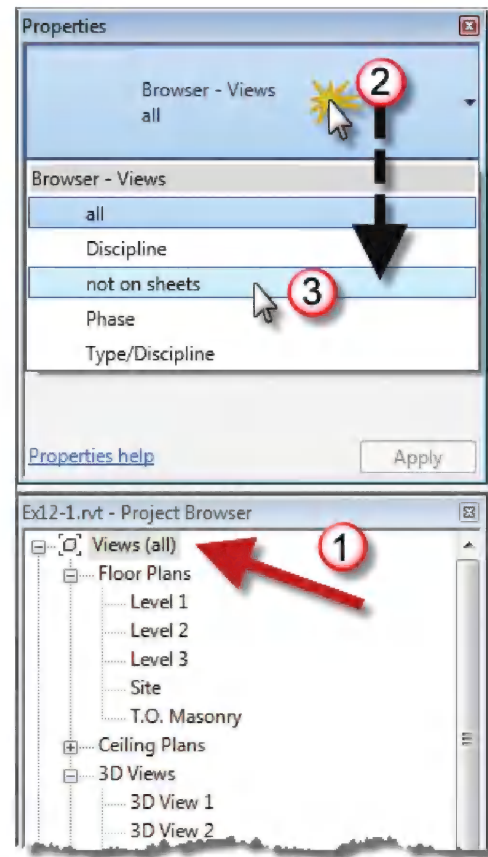 Properties
Browser - Views
all
2
Browser - Views
all
Discipline
not on sheets
3
Phase
Type/Discipline
Properties help
Apply
Ex12-1.rvt - Project Browser
Views (all)
1
Floor Plans
Level 1
Level 2
Level 3
Site
T.O. Masonry
Ceiling Plans
3D Views
3D View 1
3D View 2